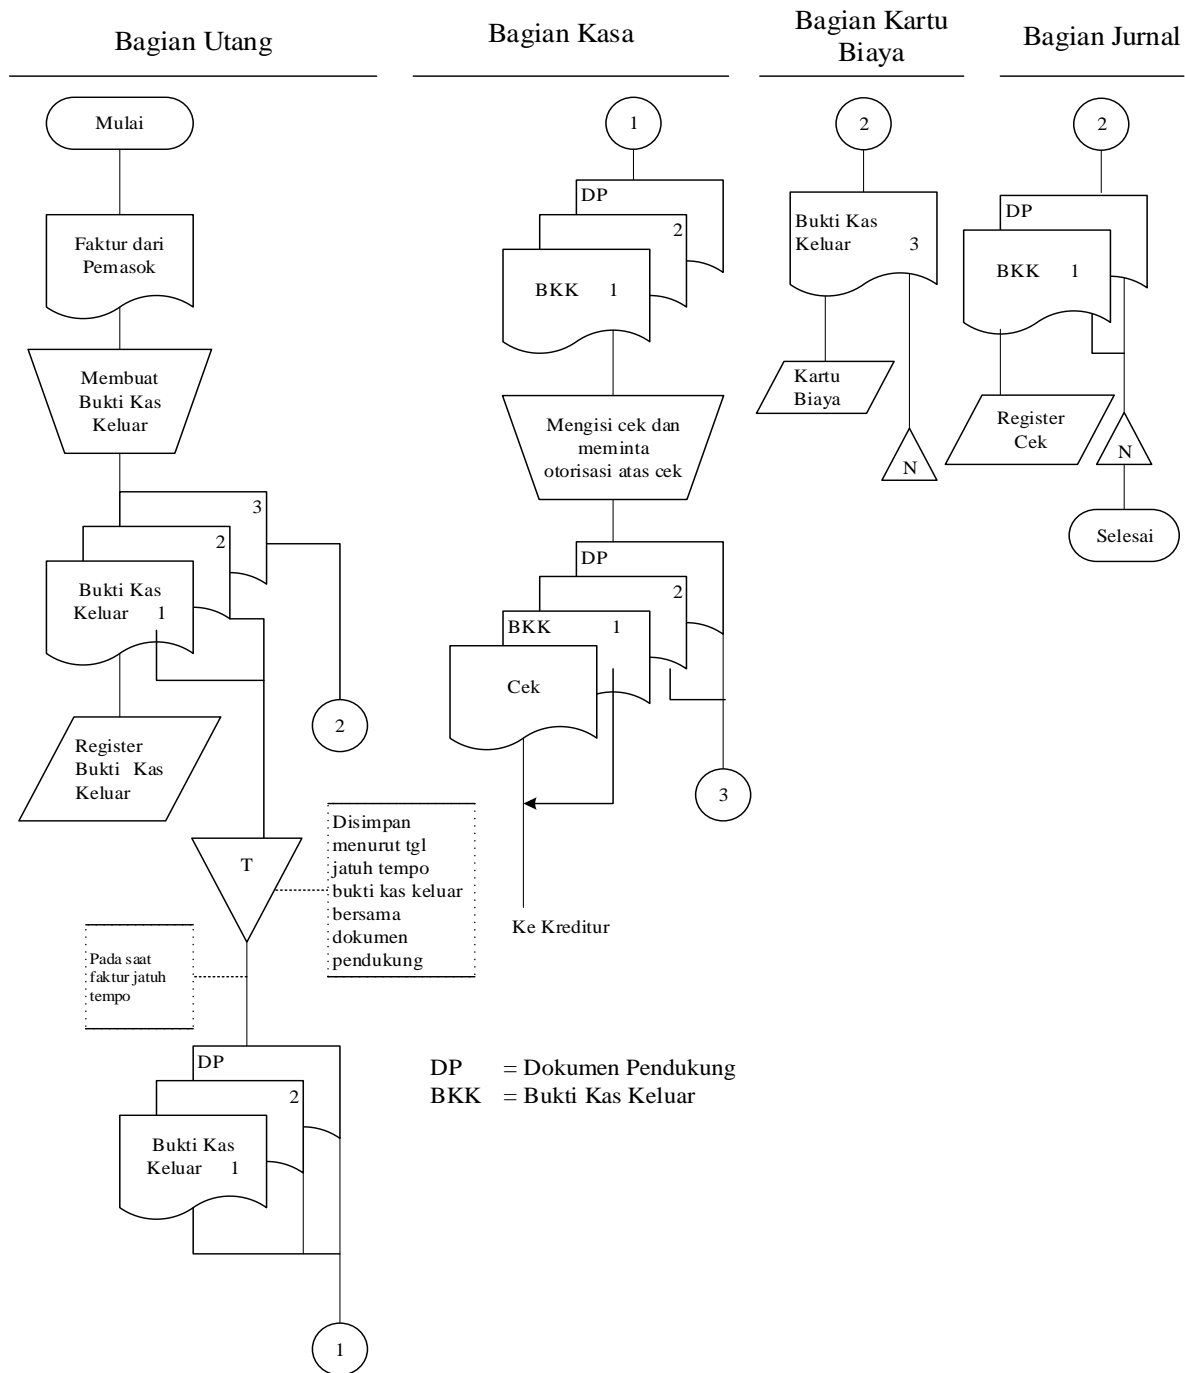 Bagian Utang
Bagian Kasa
Bagian Kartu
Biaya
Bagian Jurnal
Mulai
Faktur dari
Pemasok
Membuat
Bukti Kas
Keluar
3
2
Bukti Kas
Keluar 1
2
Register
Bukti Kas
Keluar
T
Disimpan
menurut tgl
jatuh tempo
bukti kas keluar
bersama
dokumen
pendukung
Pada saat
faktur jatuh
tempo
DP
2
Bukti Kas
Keluar 1
1
1
DP
2
BKK 1
Mengisi cek dan
meminta
otorisasi atas cek
DP
2
BKK 1
Cek
3
Ke Kreditur
DP = Dokumen Pendukung
BKK = Bukti Kas Keluar
2
Bukti Kas
Keluar 3
Kartu
Biaya
N
2
DP
BKK 1
Register
Cek
N
Selesai